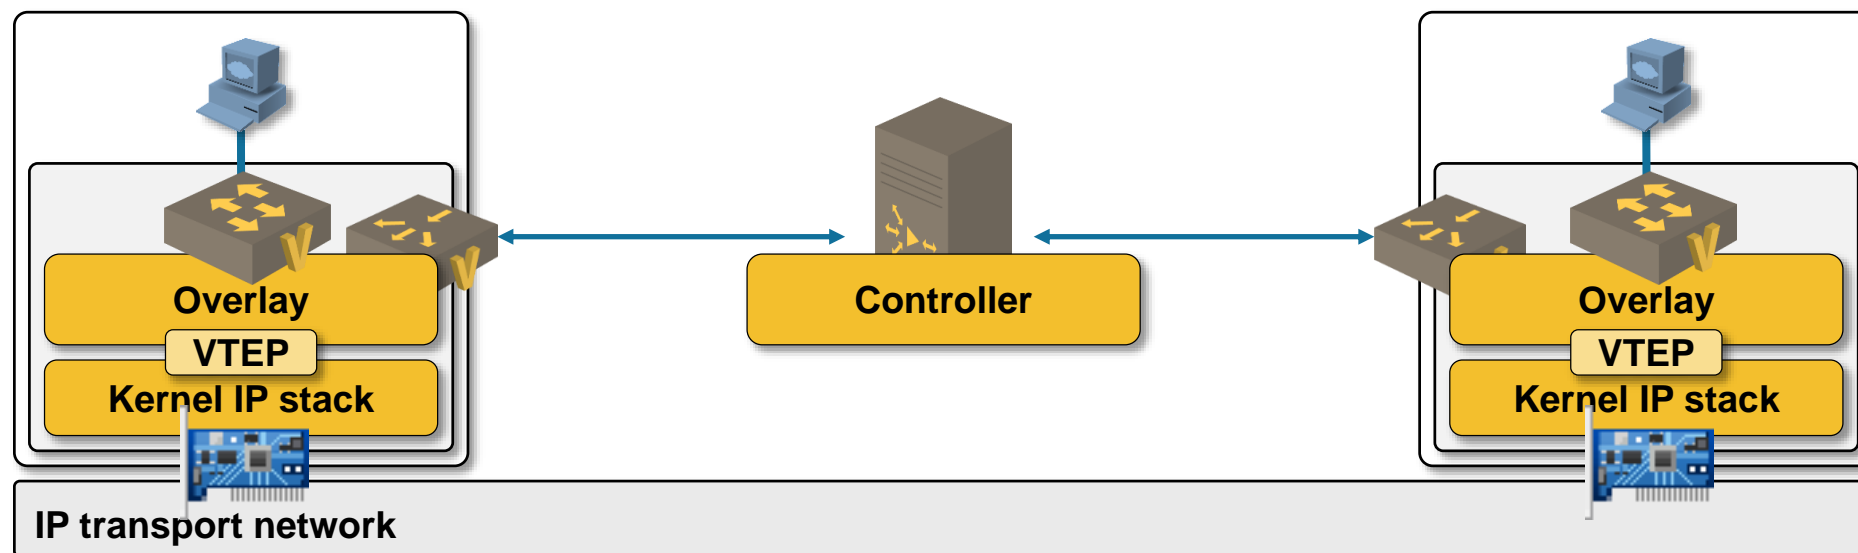 Overlay
VTEP
Kernel IP stack
Controller
Overlay
VTEP
Kernel IP stack
IP transport network